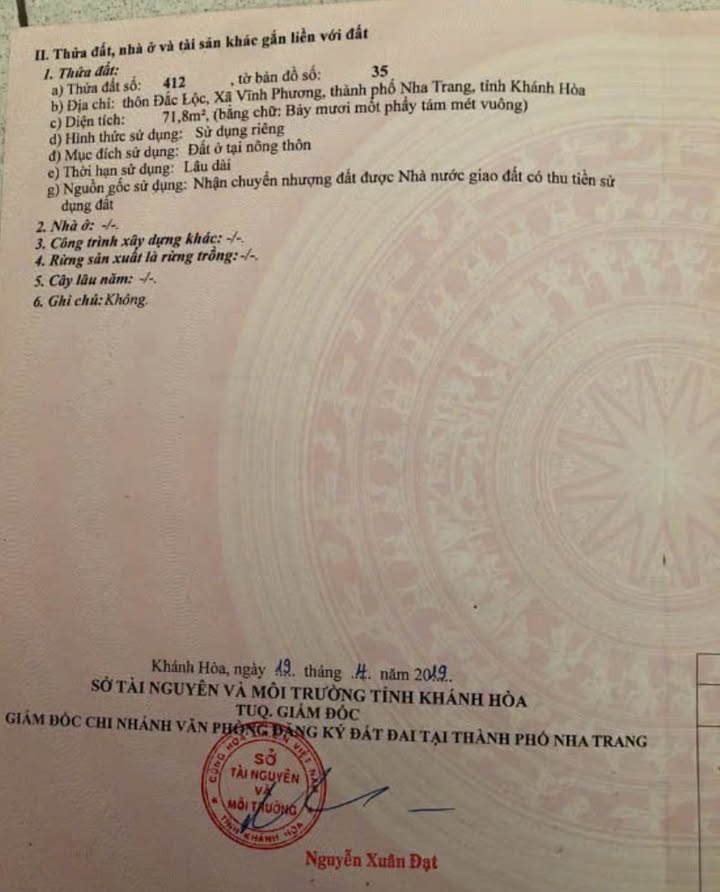 II. Thửa đất, nhà ở và tài sản khác gắn liền với đất
1. Thửa đất:
a) Thửa đất số: 412 , tờ bản đồ số: 35
b) Địa chỉ: thôn Đắc Lộc, Xã Vĩnh Phương, thành phố Nha Trang, tỉnh Khánh Hòa
c) Diện tích: 71,8m², (bằng chữ: Bảy mươi mốt phẩy tám mét vuông)
d) Hình thức sử dụng: Sử dụng riêng
đ) Mục đích sử dụng: Đất ở tại nông thôn
e) Thời hạn sử dụng: Lâu dài
g) Nguồn gốc sử dụng: Nhận chuyển nhượng đất được Nhà nước giao đất có thu tiền sử
dụng đất
2. Nhà ở: -/-.
3. Công trình xây dựng khác: -/-.
4. Rừng sản xuất là rừng trồng: -/-.
5. Cây lâu năm: -/-.
6. Ghi chú: Không.
Khánh Hòa, ngày 19. tháng .4. năm 2019..
SỞ TÀI NGUYÊN VÀ MÔI TRƯỜNG TỈNH KHÁNH HÒA
TUQ. GIÁM ĐỐC
GIÁM ĐỐC CHI NHÁNH VĂN PHÒNG ĐĂNG KÝ ĐẤT ĐAI TẠI THÀNH PHỐ NHA TRANG
SỞ
TÀI NGUYÊN
VÀ
MÔI TRƯỜNG
TỈNH KHÁNH HÒA
Nguyễn Xuân Đạt